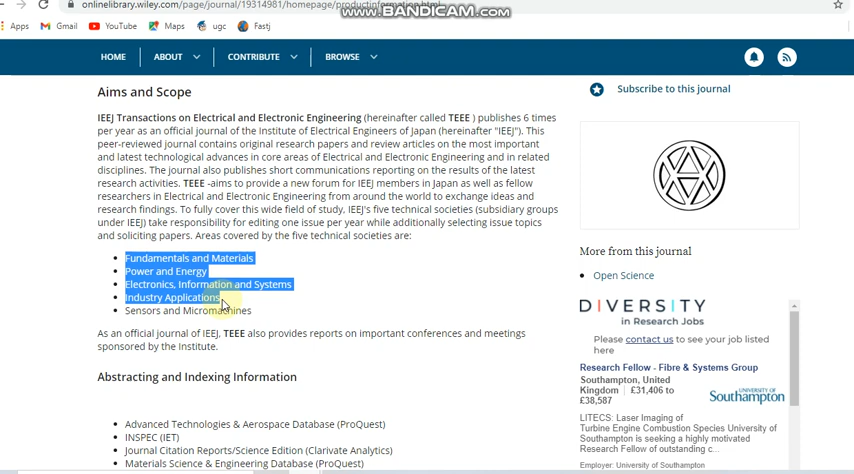 onlinelibrary.wiley.com/page/journal/19314981/homepage/productinformation.html
www.BANDICAM.com
Apps Gmail YouTube Maps ugc Fastj
HOME ABOUT CONTRIBUTE BROWSE
Aims and Scope
IEEJ Transactions on Electrical and Electronic Engineering (hereinafter called TEEE ) publishes 6 times
per year as an official journal of the Institute of Electrical Engineers of Japan (hereinafter "IEEJ"). This
peer-reviewed journal contains original research papers and review articles on the most important
and latest technological advances in core areas of Electrical and Electronic Engineering and in related
disciplines. The journal also publishes short communications reporting on the results of the latest
research activities. TEEE -aims to provide a new forum for IEEJ members in Japan as well as fellow
researchers in Electrical and Electronic Engineering from around the world to exchange ideas and
research findings. To fully cover this wide field of study, IEEJ's five technical societies (subsidiary groups
under IEEJ) take responsibility for editing one issue per year while additionally selecting issue topics
and soliciting papers. Areas covered by the five technical societies are:
Fundamentals and Materials
Power and Energy
Electronics, Information and Systems
Industry Applications
Sensors and Micromachines
As an official journal of IEEJ, TEEE also provides reports on important conferences and meetings
sponsored by the Institute.
Abstracting and Indexing Information
Advanced Technologies & Aerospace Database (ProQuest)
INSPEC (IET)
Journal Citation Reports/Science Edition (Clarivate Analytics)
Materials Science & Engineering Database (ProQuest)
Subscribe to this journal
More from this journal
Open Science
DIVERSITY
in Research Jobs
Please contact us to see your job listed
here
Research Fellow - Fibre & Systems Group
Southampton, United
Kingdom £31,406 to
£38,587
UNIVERSITY OF
Southampton
LITECS: Laser Imaging of
Turbine Engine Combustion Species University of
Southampton is seeking a highly motivated
Research Fellow of outstanding c...
Employer: University of Southampton